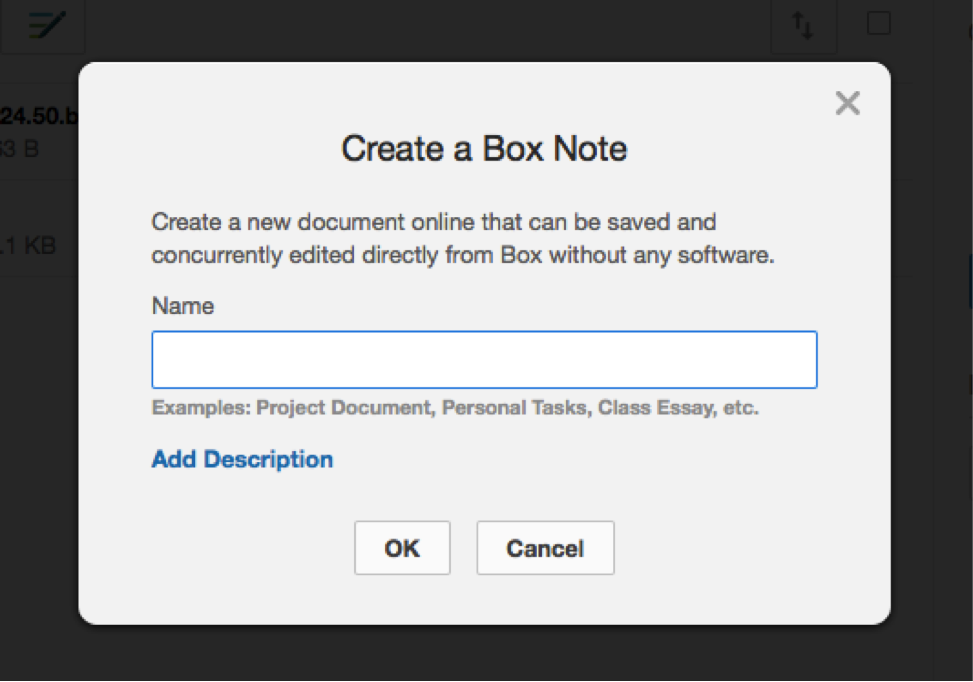 24.50.b
63 B
.1 KB
Create a Box Note
Create a new document online that can be saved and
concurrently edited directly from Box without any software.
Name
Examples: Project Document, Personal Tasks, Class Essay, etc.
Add Description
OK
Cancel